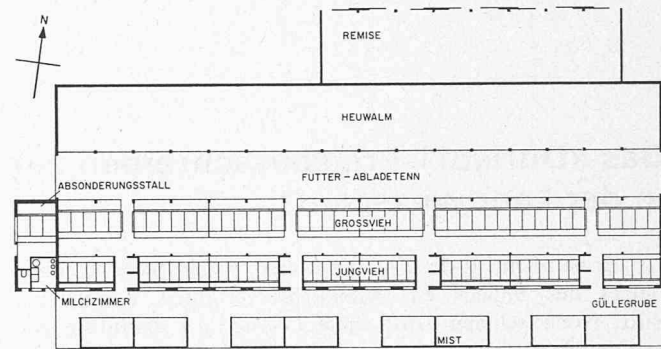 N
REMISE
HEUWALM
FUTTER-ABLADETENN
ABSONDERUNGSSTALL
GROSSVIEH
JUNGVIEH
MILCHZIMMER
GÜLLEGRUBE
MIST